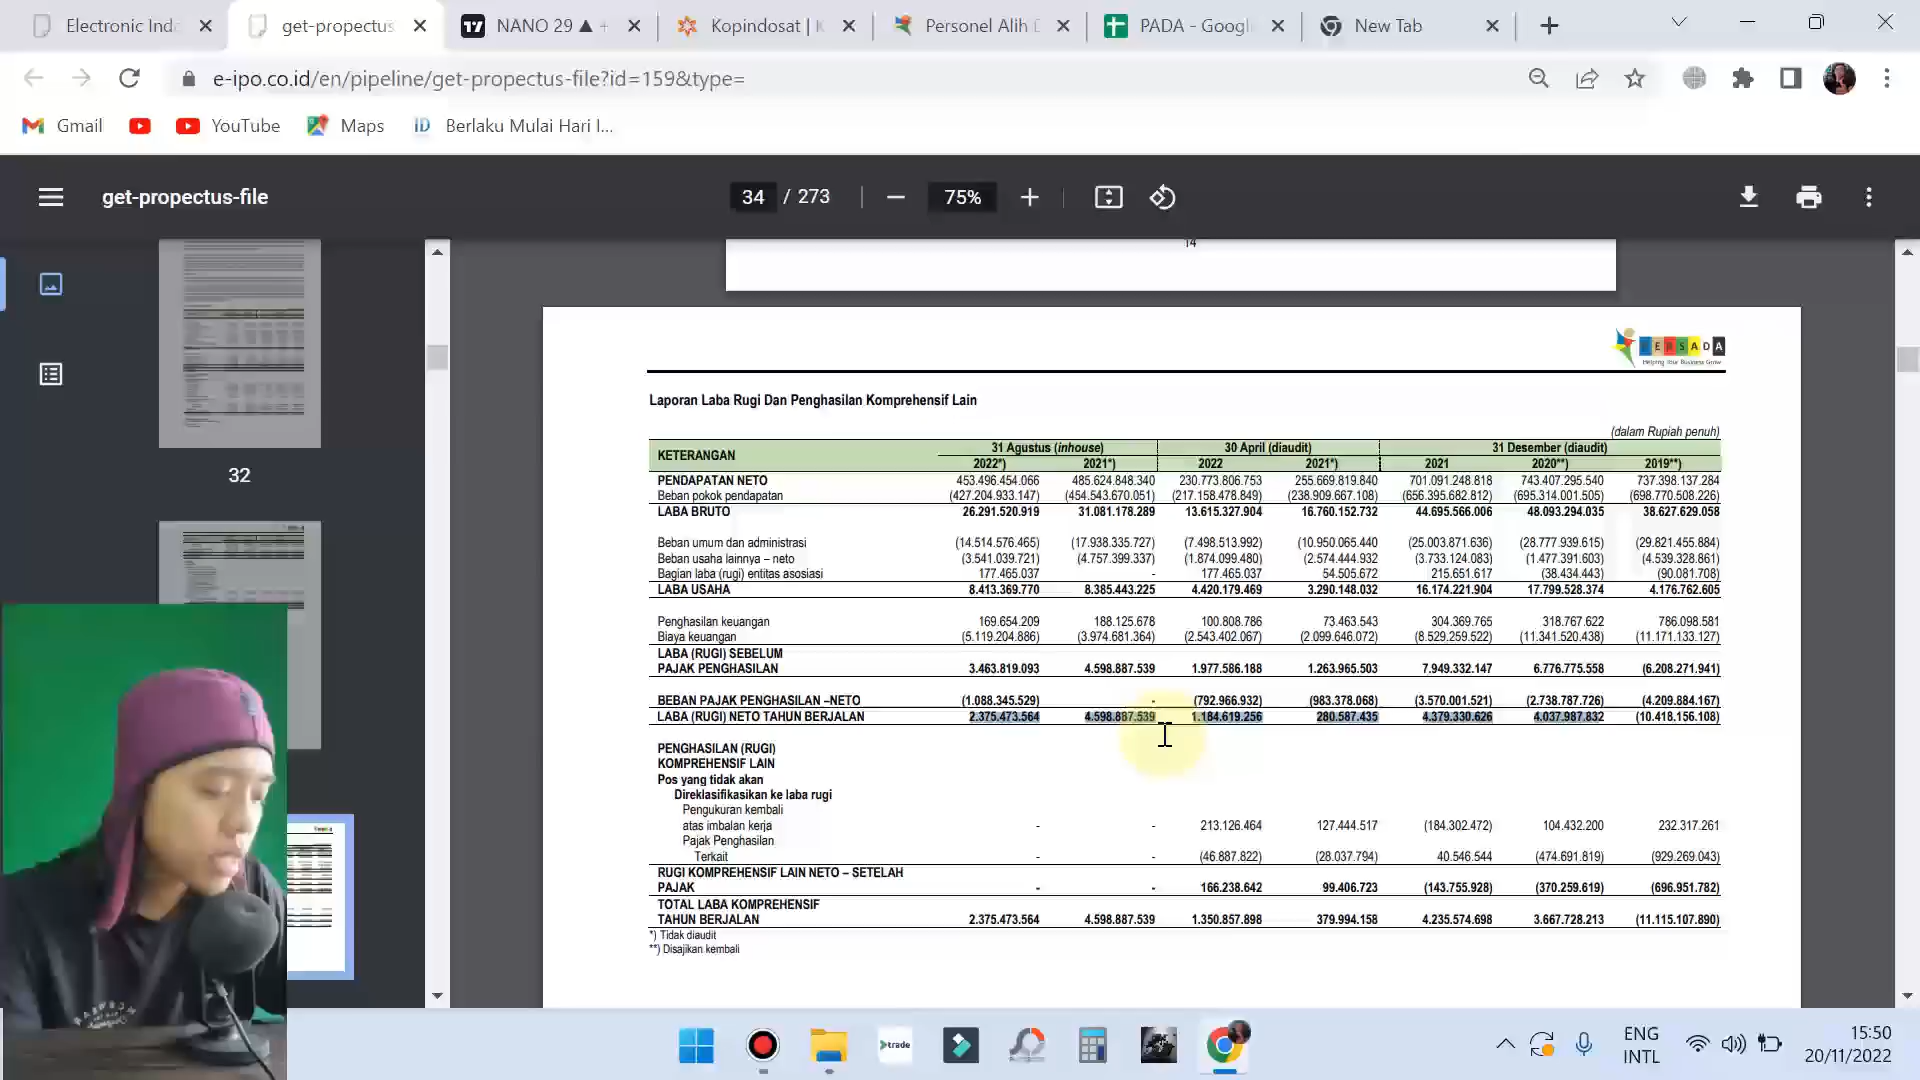 Electronic Indo
get-propectus
NANO 29 ▲ +
Kopindosat | K
Personel Alih D
PADA - Google
New Tab
e-ipo.co.id/en/pipeline/get-propectus-file?id=159&type=
Gmail
YouTube
Maps
Berlaku Mulai Hari I...
get-propectus-file
34 / 273
75%
14
32
BERSADA
Helping Your Business Grow
Laporan Laba Rugi Dan Penghasilan Komprehensif Lain
(dalam Rupiah penuh)
KETERANGAN 31 Agustus (inhouse) 30 April (diaudit) 31 Desember (diaudit)
2022*) 2021*) 2022 2021*) 2021 2020**) 2019**)
PENDAPATAN NETO 453.496.454.066 485.624.848.340 230.773.806.753 255.669.819.840 701.091.248.818 743.407.295.540 737.398.137.284
Beban pokok pendapatan (427.204.933.147) (454.543.670.051) (217.158.478.849) (238.909.667.108) (656.395.682.812) (695.314.001.505) (698.770.508.226)
LABA BRUTO 26.291.520.919 31.081.178.289 13.615.327.904 16.760.152.732 44.695.566.006 48.093.294.035 38.627.629.058
Beban umum dan administrasi (14.514.576.465) (17.938.335.727) (7.498.513.992) (10.950.065.440 (25.003.871.636) (28.777.939.615) (29.821.455.884)
Beban usaha lainnya – neto (3.541.039.721) (4.757.399.337) (1.874.099.480) (2.574.444.932 (3.733.124.083) (1.477.391.603) (4.539.328.861)
Bagian laba (rugi) entitas asosiasi 177.465.037 - 177.465.037 54.505.672 215.651.617 (38.434.443) (90.081.708)
LABA USAHA 8.413.369.770 8.385.443.225 4.420.179.469 3.290.148.032 16.174.221.904 17.799.528.374 4.176.762.605
Penghasilan keuangan 169.654.209 188.125.678 100.808.786 73.463.543 304.369.765 318.767.622 786.098.581
Biaya keuangan (5.119.204.886) (3.974.681.364) (2.543.402.067) (2.099.646.072) (8.529.259.522) (11.341.520.438) (11.171.133.127)
LABA (RUGI) SEBELUM
PAJAK PENGHASILAN 3.463.819.093 4.598.887.539 1.977.586.188 1.263.965.503 7.949.332.147 6.776.775.558 (6.208.271.941)
BEBAN PAJAK PENGHASILAN –NETO (1.088.345.529) - (792.966.932) (983.378.068) (3.570.001.521) (2.738.787.726) (4.209.884.167)
LABA (RUGI) NETO TAHUN BERJALAN 2.375.473.564 4.598.887.539 1.184.619.256 280.587.435 4.379.330.626 4.037.987.832 (10.418.156.108)
PENGHASILAN (RUGI)
KOMPREHENSIF LAIN
Pos yang tidak akan
Direklasifikasikan ke laba rugi
Pengukuran kembali
atas imbalan kerja - - 213.126.464 127.444.517 (184.302.472) 104.432.200 232.317.261
Pajak Penghasilan
Terkait - - (46.887.822) (28.037.794) 40.546.544 (474.691.819) (929.269.043)
RUGI KOMPREHENSIF LAIN NETO – SETELAH
PAJAK - - 166.238.642 99.406.723 (143.755.928) (370.259.619) (696.951.782)
TOTAL LABA KOMPREHENSIF
TAHUN BERJALAN 2.375.473.564 4.598.887.539 1.350.857.898 379.994.158 4.235.574.698 3.667.728.213 (11.115.107.890)
*) Tidak diaudit
**) Disajikan kembali
trade
ENG
INTL
15:50
20/11/2022